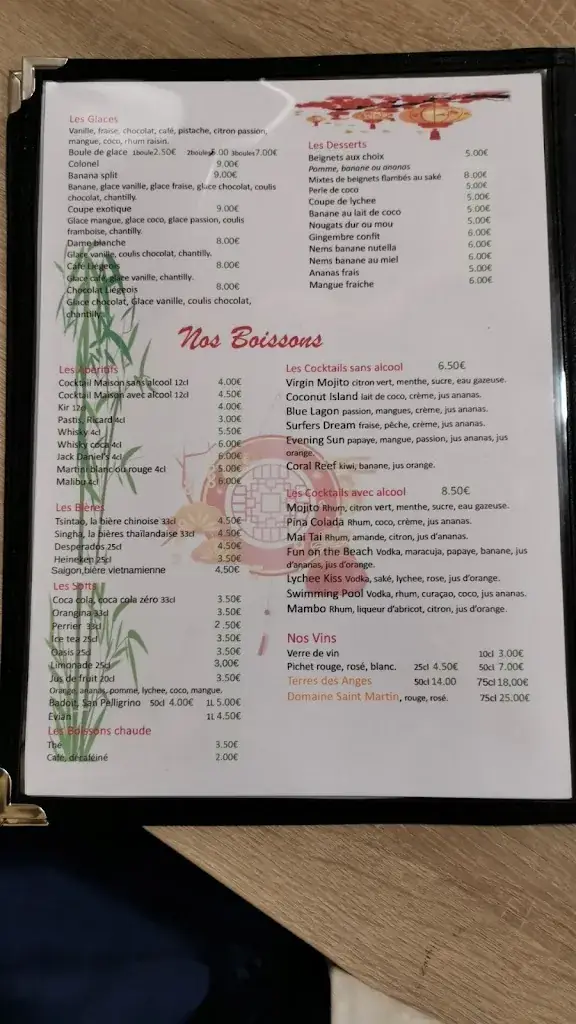 Les Glaces
Vanille, fraise, chocolat, café, pistache, citron passion,
mangue, coco, rhum raisin.
Boule de glace 1boule2.50€ 2boules5.00 3boules7.00€
Colonel 9.00€
Banana split 9.00€
Banane, glace vanille, glace fraise, glace chocolat, coulis
chocolat, chantilly.
Coupe exotique 9.00€
Glace mangue, glace coco, glace passion, coulis
framboise, chantilly.
Dame blanche 8.00€
Glace vanille, coulis chocolat, chantilly.
Café Liégeois 8.00€
Glace café, glace vanille, chantilly.
Chocolat Liégeois 8.00€
Glace chocolat, Glace vanille, coulis chocolat,
chantilly
Les Desserts
Beignets aux choix 5.00€
Pomme, banane ou ananas
Mixtes de beignets flambés au saké 8.00€
Perle de coco 5.00€
Coupe de lychee 5.00€
Banane au lait de coco 5.00€
Nougats dur ou mou 5.00€
Gingembre confit 6.00€
Nems banane nutella 6.00€
Nems banane au miel 6.00€
Ananas frais 5.00€
Mangue fraiche 6.00€
Nos Boissons
Les Apéritifs
Cocktail Maison sans alcool 12cl 4.00€
Cocktail Maison avec alcool 12cl 4.50€
Kir 12cl 4.00€
Pastis, Ricard 4cl 3.00€
Whisky 4cl 5.50€
Whisky coca 4cl 6.00€
Jack Daniel's 4cl 6.00€
Martini blanc ou rouge 4cl 5.00€
Malibu 4cl 6.00€
Les Bières
Tsintao, la bière chinoise 33cl 4.50€
Singha, la bières thaïlandaise 33cl 4.50€
Desperados 25cl 4.50€
Heineken 25cl 3.50€
Saigon,bière vietnamienne 4,50€
Les Softs
Coca cola, coca cola zéro 33cl 3.50€
Orangina 33cl 3.50€
Perrier 33cl 2.50€
Ice tea 25cl 3.50€
Oasis 25cl 3.50€
Limonade 25cl 3,00€
Jus de fruit 20cl 3.50€
Orange, ananas, pomme, lychee, coco, mangue,
Badoit, San Pelligrino 50cl 4.00€ 1L 5.00€
Evian 1L 4.50€
Les Boissons chaude
Thé 3.50€
Café, décaféiné 2.00€
Les Cocktails sans alcool 6.50€
Virgin Mojito citron vert, menthe, sucre, eau gazeuse.
Coconut Island lait de coco, crème, jus ananas.
Blue Lagon passion, mangues, crème, jus ananas.
Surfers Dream fraise, pêche, crème, jus ananas.
Evening Sun papaye, mangue, passion, jus ananas, jus
orange.
Coral Reef kiwi, banane, jus orange.
Les Cocktails avec alcool 8.50€
Mojito Rhum, citron vert, menthe, sucre, eau gazeuse.
Pina Colada Rhum, coco, crème, jus ananas.
Mai Tai Rhum, amande, citron, jus d'ananas.
Fun on the Beach Vodka, maracuja, papaye, banane, jus
d'ananas, jus d'orange.
Lychee Kiss Vodka, saké, lychee, rose, jus d'orange.
Swimming Pool Vodka, rhum, curaçao, coco, jus ananas.
Mambo Rhum, liqueur d'abricot, citron, jus d'orange.
Nos Vins
Verre de vin 10cl 3.00€
Pichet rouge, rosé, blanc. 25cl 4.50€ 50cl 7.00€
Terres des Anges 50cl 14.00 75cl 18,00€
Domaine Saint Martin, rouge, rosé. 75cl 25.00€